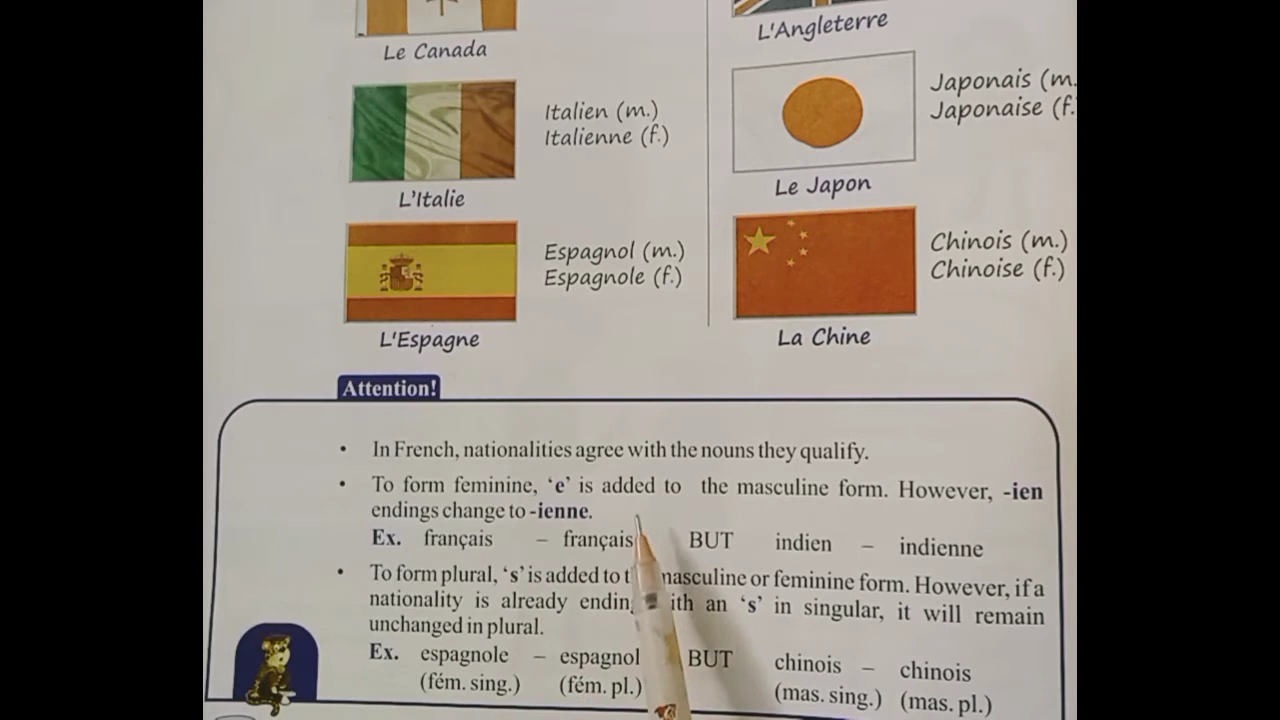 Le Canada
Italien (m.)
Italienne (f.)
L'Italie
Espagnol (m.)
Espagnole (f.)
L'Espagne
L'Angleterre
Japonais (m.
Japonaise (f.
Le Japon
Chinois (m.)
Chinoise (f.)
La Chine
Attention!
• In French, nationalities agree with the nouns they qualify.
• To form feminine, ‘e’ is added to the masculine form. However, -ien
endings change to -ienne.
Ex. français – français BUT indien – indienne
• To form plural, ‘s’ is added to masculine or feminine form. However, if a
nationality is already ending with an ‘s’ in singular, it will remain
unchanged in plural.
Ex. espagnole – espagnol BUT chinois – chinois
(fém. sing.) (fém. pl.) (mas. sing.) (mas. pl.)